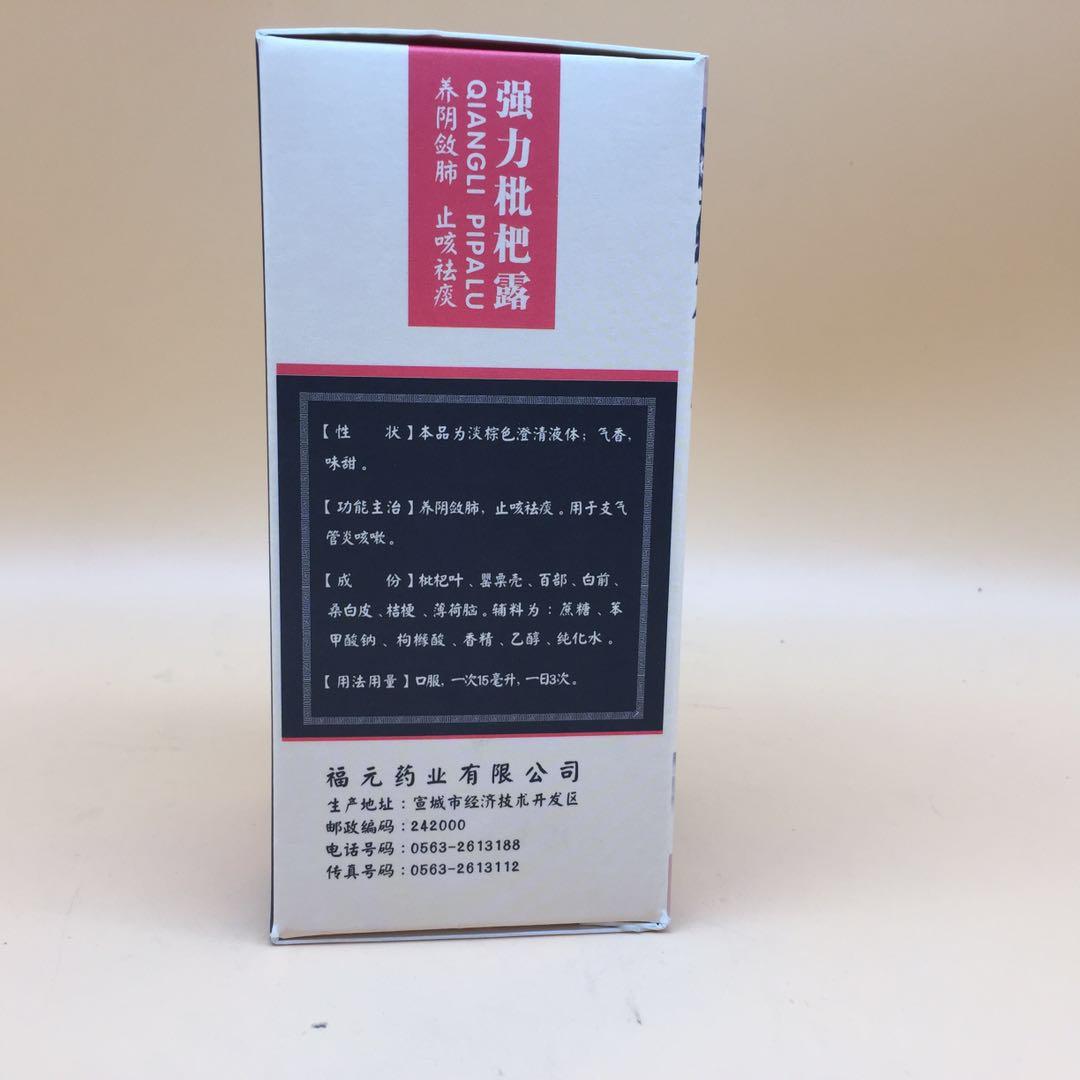 强力枇杷露
QIANGLI PIPALU
养阴敛肺 止咳祛痰
【性 状】本品为淡棕色澄清液体;气香,
味甜。
【功能主治】养阴敛肺,止咳祛痰。用于支气
管炎咳嗽。
【成 份】枇杷叶、罂粟壳、百部、白前、
桑白皮、桔梗、薄荷脑。辅料为:蔗糖、苯
甲酸钠、枸橼酸、香精、乙醇、纯化水。
【用法用量】口服,一次15毫升,一日3次。
福元药业有限公司
生产地址:宣城市经济技术开发区
邮政编码:242000
电话号码:0563-2613188
传真号码:0563-2613112